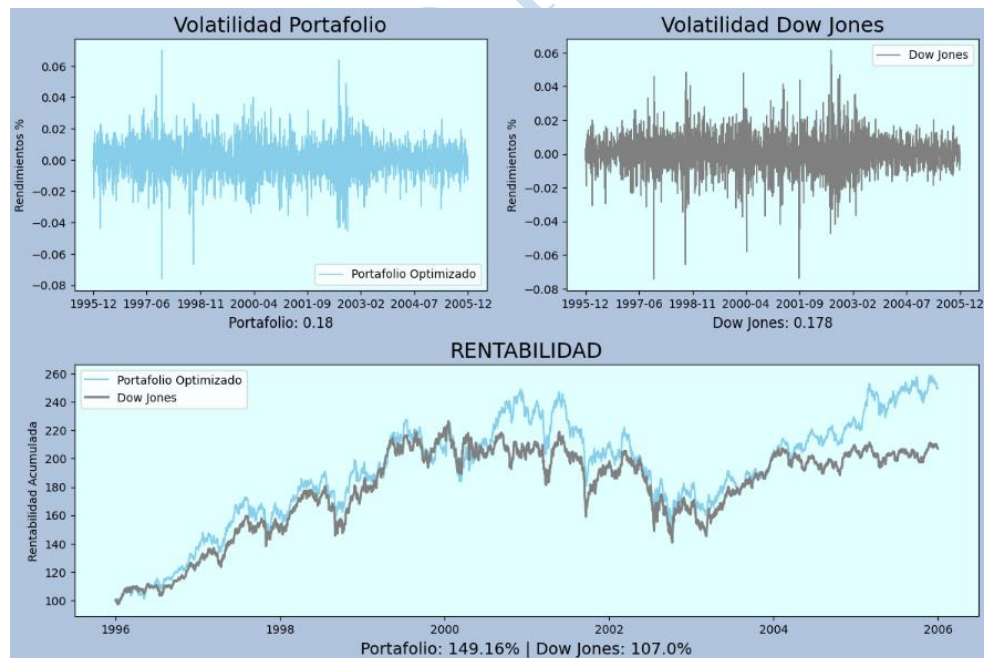 Volatilidad Portafolio
Rendimientos %
0.06
0.04
0.02
0.00
−0.02
−0.04
−0.06
−0.08
Portafolio Optimizado
1995-12 1997-06 1998-11 2000-04 2001-09 2003-02 2004-07 2005-12
Portafolio: 0.18
Volatilidad Dow Jones
Rendimientos %
0.06
0.04
0.02
0.00
−0.02
−0.04
−0.06
−0.08
Dow Jones
1995-12 1997-06 1998-11 2000-04 2001-09 2003-02 2004-07 2005-12
Dow Jones: 0.178
RENTABILIDAD
Rentabilidad Acumulada
260
240
220
200
180
160
140
120
100
Portafolio Optimizado
Dow Jones
1996 1998 2000 2002 2004 2006
Portafolio: 149.16% | Dow Jones: 107.0%